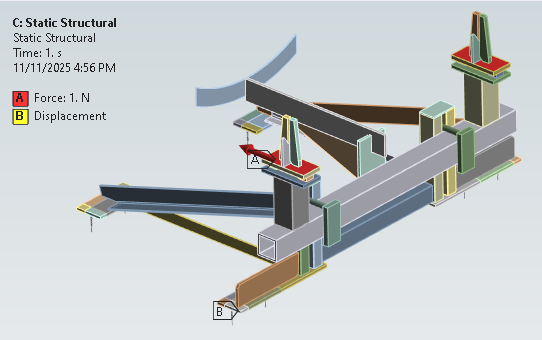 C: Static Structural
Static Structural
Time: 1. s
11/11/2025 4:56 PM
A Force: 1. N
B Displacement
A
B